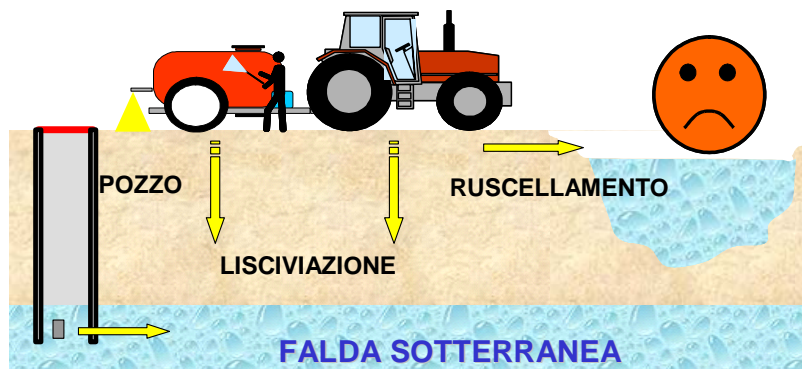 POZZO
RUSCELLAMENTO
LISCIVIAZIONE
FALDA SOTTERRANEA